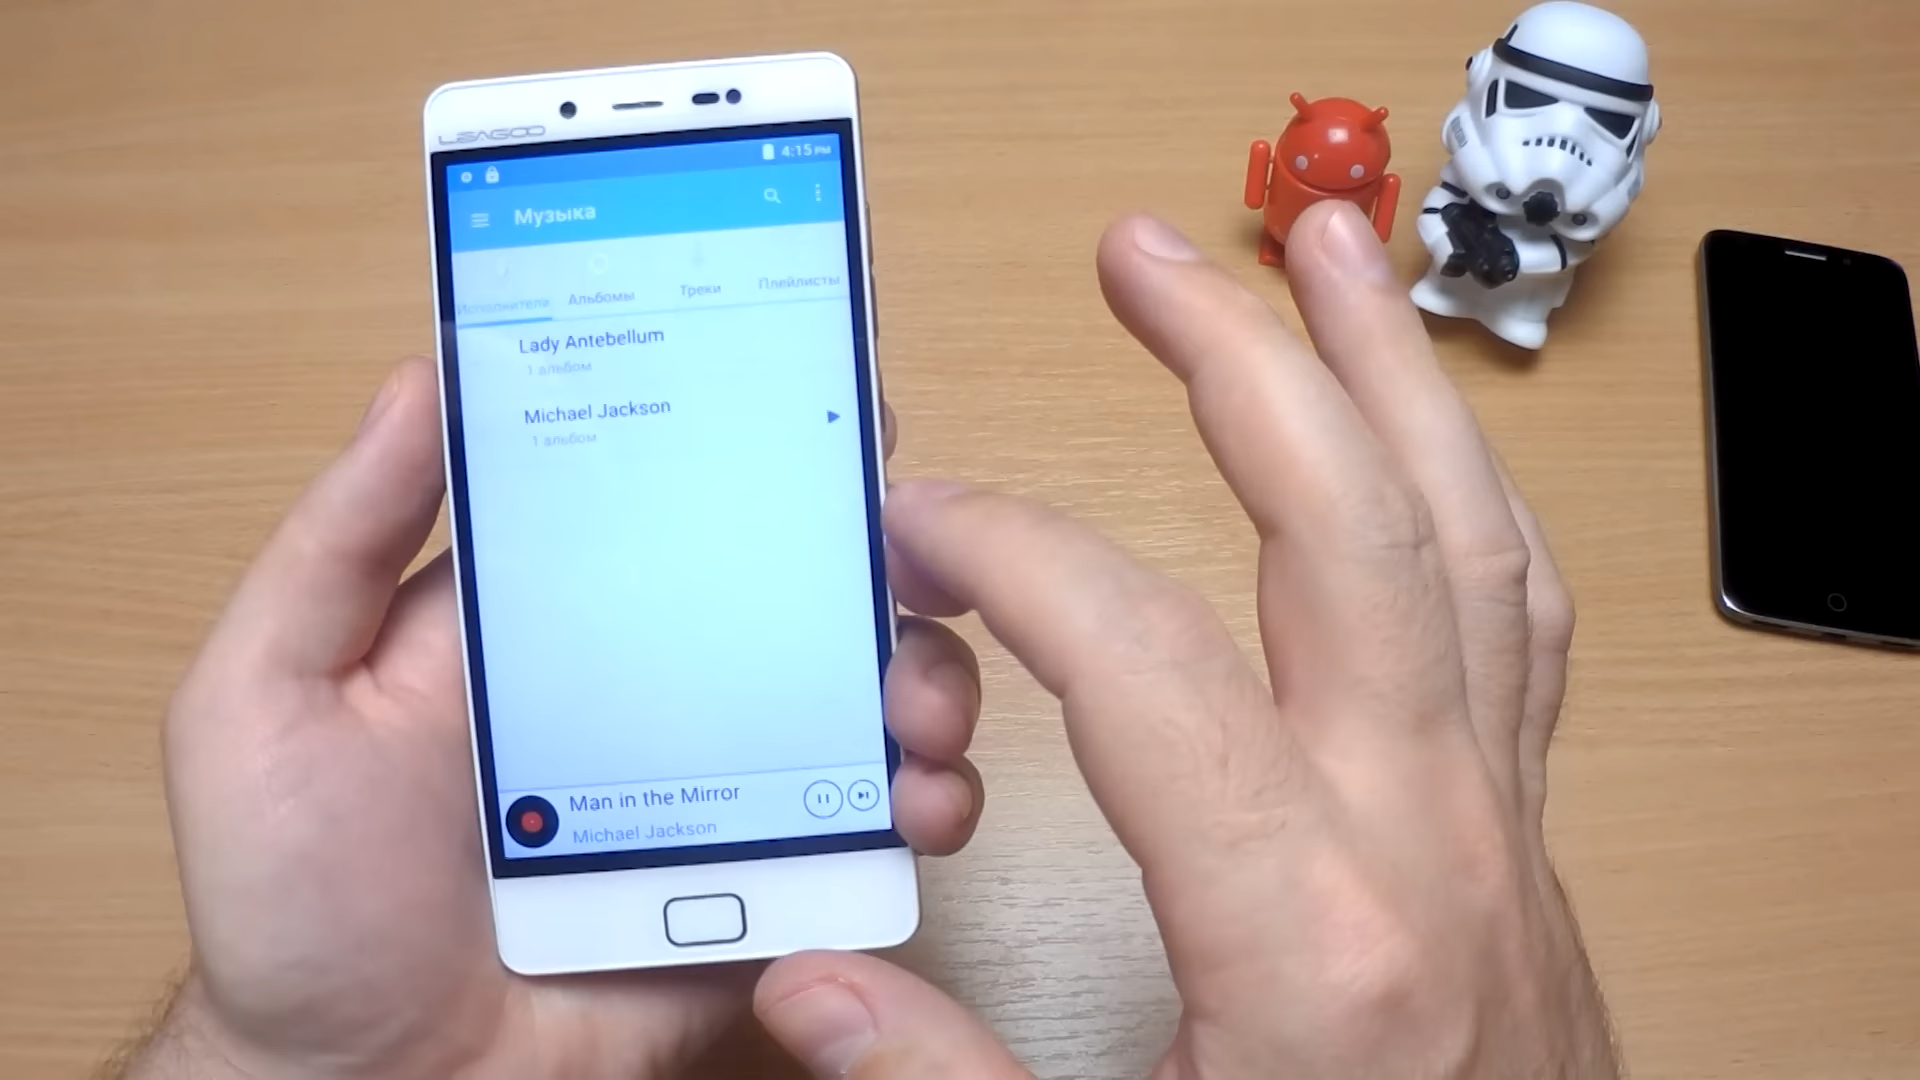 LEAGOO
4:15 PM
Музыка
Исполнители Альбомы Треки Плейлисты
Lady Antebellum
1 альбом
Michael Jackson
1 альбом
Man in the Mirror
Michael Jackson